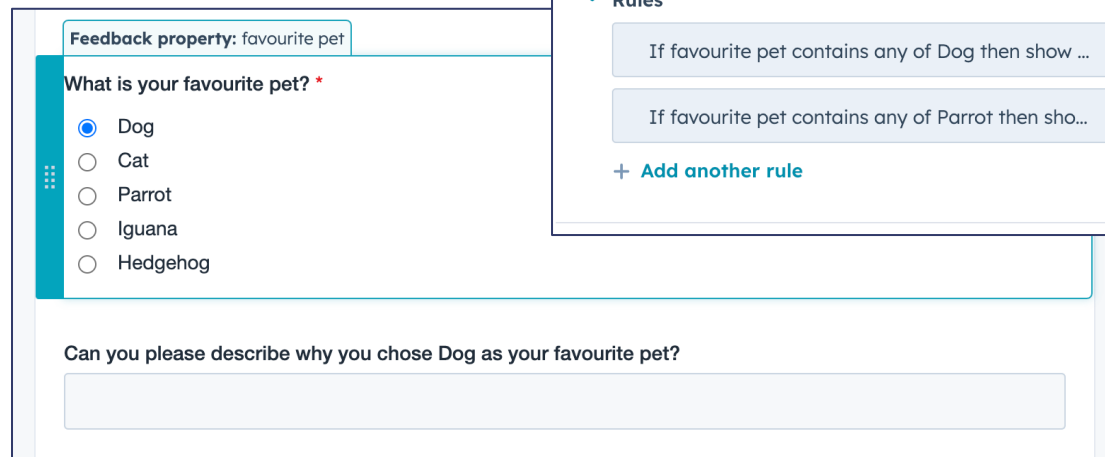 Feedback property: favourite pet
What is your favourite pet? *
Dog
Cat
Parrot
Iguana
Hedgehog
Can you please describe why you chose Dog as your favourite pet?
Rules
If favourite pet contains any of Dog then show ...
If favourite pet contains any of Parrot then sho...
+ Add another rule